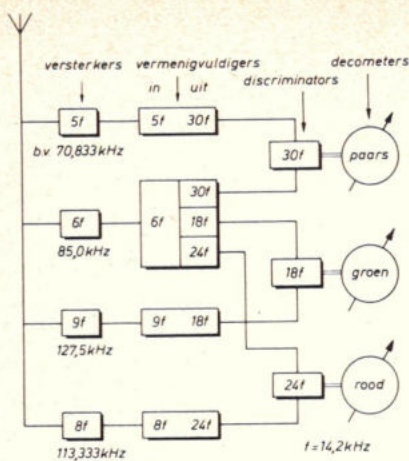 versterkers vermenigvuldigers decometers
in uit discriminators
5f 5f 30f
b.v. 70,833kHz 30f paars
30f
6f 6f 18f
24f
85,0kHz 18f groen
9f 9f 18f
127,5kHz
24f rood
8f 8f 24f
113,333kHz f = 14,2kHz